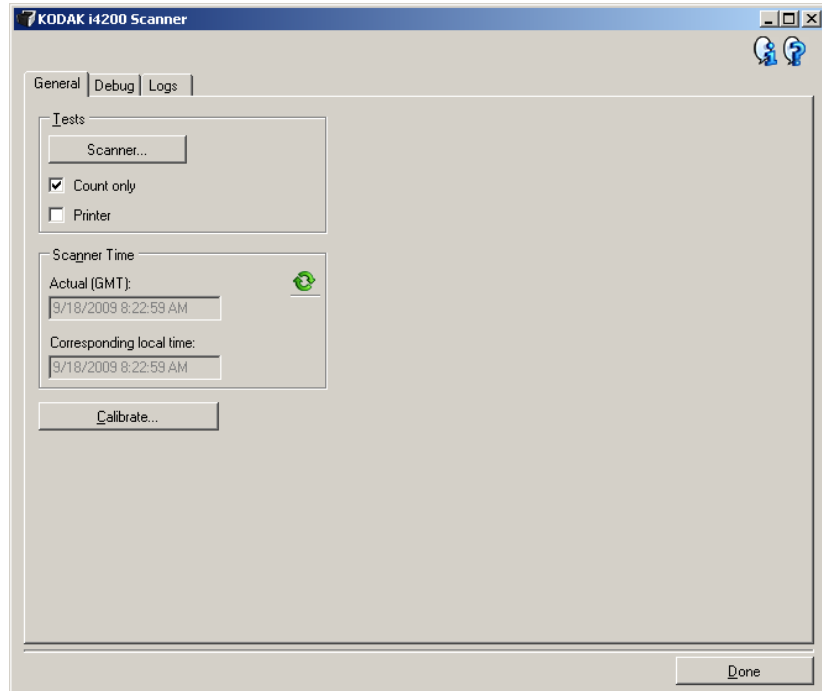 KODAK i4200 Scanner
General Debug Logs
Tests
Scanner...
Count only
Printer
Scanner Time
Actual (GMT):
9/18/2009 8:22:59 AM
Corresponding local time:
9/18/2009 8:22:59 AM
Calibrate...
Done